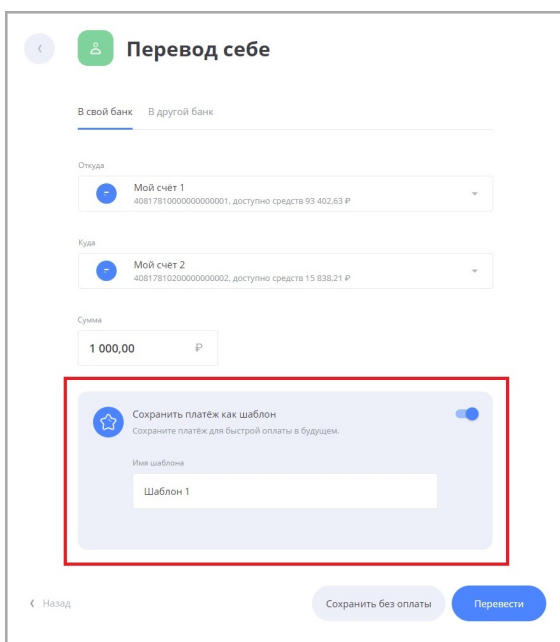 Перевод себе
В свой банк В другой банк
Откуда
Мой счёт 1
40817810000000000001, доступно средств 93 402,63 ₽
Куда
Мой счёт 2
40817810200000000002, доступно средств 15 838,21 ₽
Сумма
1 000,00 ₽
Сохранить платёж как шаблон
Сохраните платёж для быстрой оплаты в будущем.
Имя шаблона
Шаблон 1
Назад Сохранить без оплаты Перевести